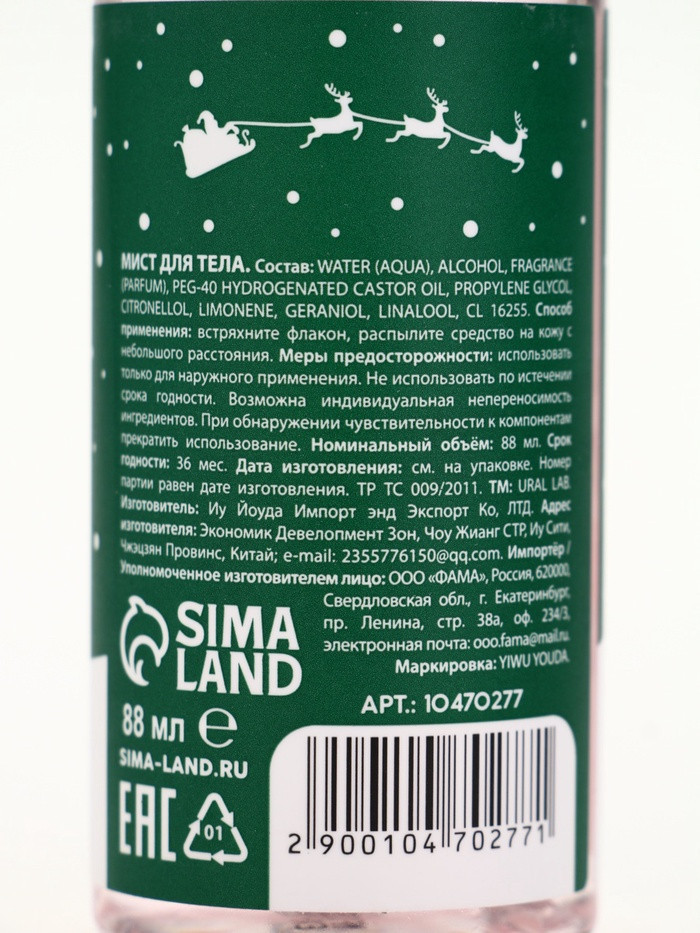 МИСТ ДЛЯ ТЕЛА. Состав: WATER (AQUA), ALCOHOL, FRAGRANCE
(PARFUM), PEG-40 HYDROGENATED CASTOR OIL, PROPYLENE GLYCOL,
CITRONELLOL, LIMONENE, GERANIOL, LINALOOL, CL 16255. Способ
применения: встряхните флакон, распылите средство на кожу с
небольшого расстояния. Меры предосторожности: использовать
только для наружного применения. Не использовать по истечении
срока годности. Возможна индивидуальная непереносимость
ингредиентов. При обнаружении чувствительности к компонентам
прекратить использование. Номинальный объём: 88 мл. Срок
годности: 36 мес. Дата изготовления: см. на упаковке. Номер
партии равен дате изготовления. ТР ТС 009/2011. ТМ: URAL LAB.
Изготовитель: Иу Йоуда Импорт энд Экспорт Ко, ЛТД. Адрес
изготовителя: Экономик Девелопмент Зон, Чоу Жианг СТР, Иу Сити,
Чжэцзян Провинс, Китай; e-mail: 2355776150@qq.com. Импортёр /
Уполномоченное изготовителем лицо: ООО «ФАМА», Россия, 620000,
Свердловская обл., г. Екатеринбург,
пр. Ленина, стр. 38а, оф. 234/3,
электронная почта: ooo.fama@mail.ru.
Маркировка: YIWU YOUDA.
SIMA
LAND
АРТ.: 10470277
88 МЛ ℮
SIMA-LAND.RU
EAC
01
2 900104 702771